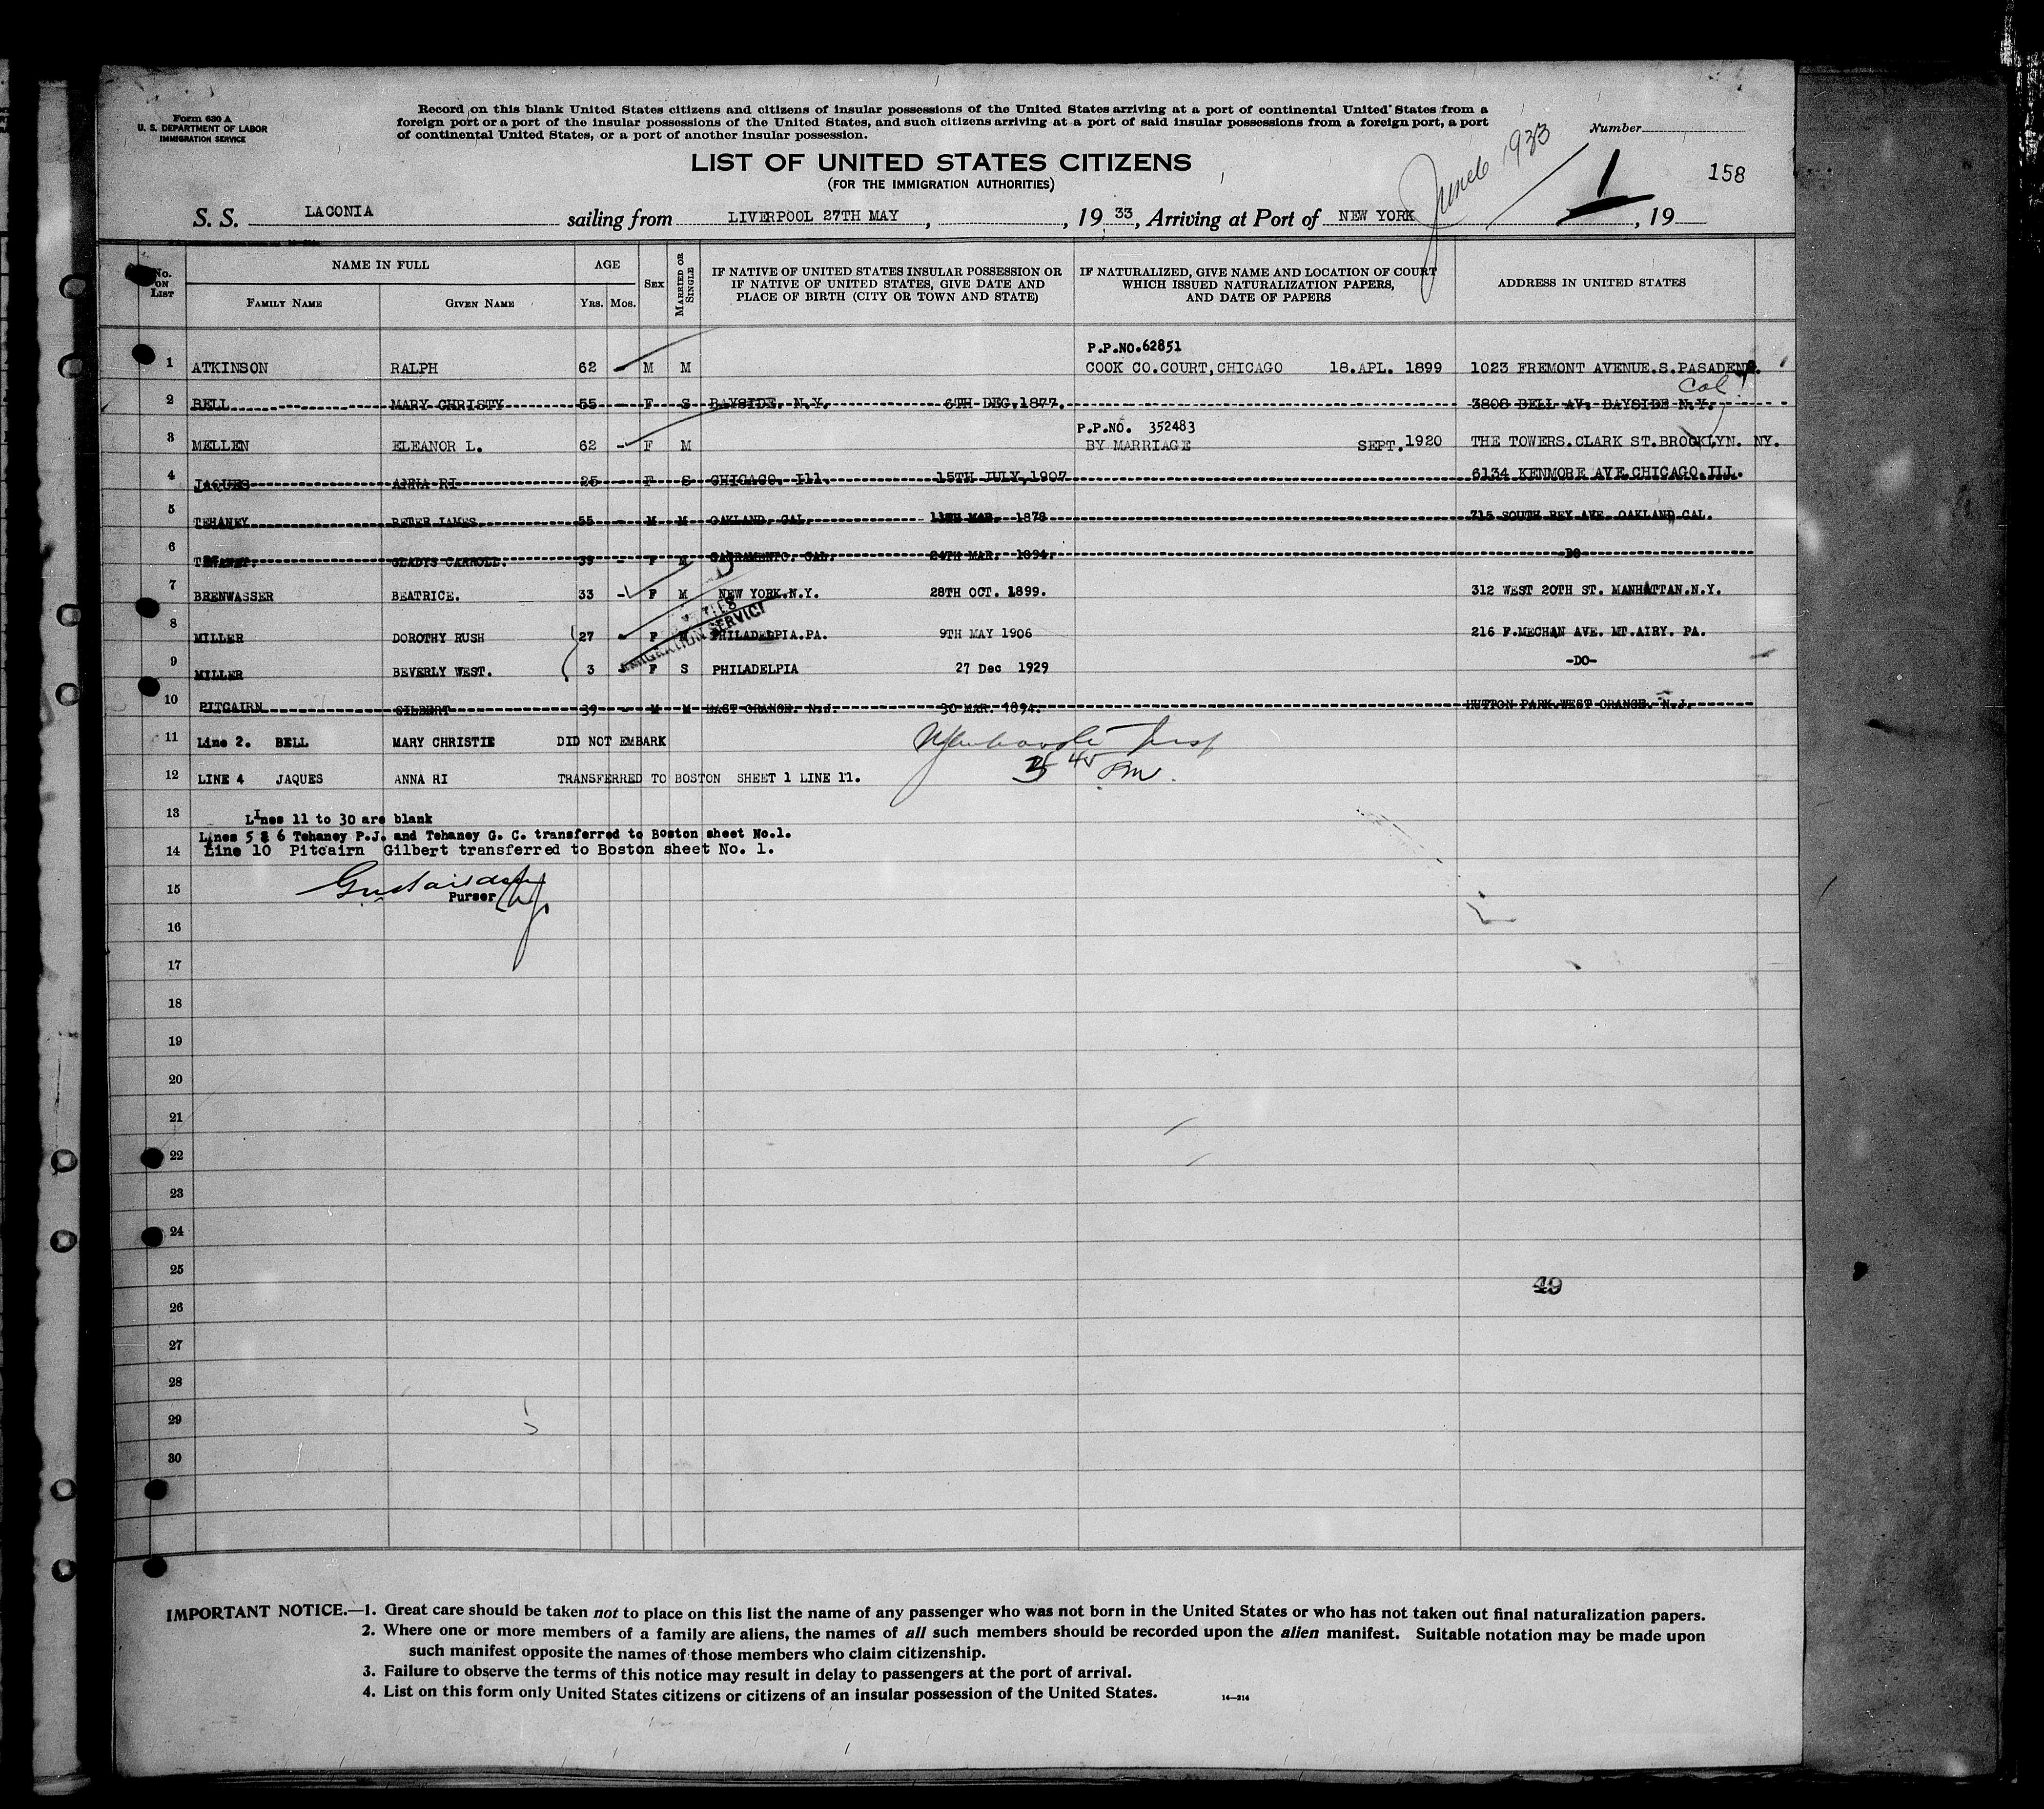 Form 630 A
U. S. DEPARTMENT OF LABOR
IMMIGRATION SERVICE
Record on this blank United States citizens and citizens of insular possessions of the United States arriving at a port of continental United States from a
foreign port or a port of the insular possessions of the United States, and such citizens arriving at a port of said insular possessions from a foreign port, a port
of continental United States, or a port of another insular possession.
Number
LIST OF UNITED STATES CITIZENS
(FOR THE IMMIGRATION AUTHORITIES)
June 6 1933
1
158
S. S. LACONIA sailing from LIVERPOOL 27TH MAY, , 19 33, Arriving at Port of NEW YORK , 19
No. ON LIST
NAME IN FULL
FAMILY NAME
GIVEN NAME
AGE
YRS. MOS.
SEX
MARRIED OR SINGLE
IF NATIVE OF UNITED STATES INSULAR POSSESSION OR
IF NATIVE OF UNITED STATES, GIVE DATE AND
PLACE OF BIRTH (CITY OR TOWN AND STATE)
IF NATURALIZED, GIVE NAME AND LOCATION OF COURT
WHICH ISSUED NATURALIZATION PAPERS,
AND DATE OF PAPERS
ADDRESS IN UNITED STATES
P.P.NO.62851
1 ATKINSON RALPH 62 M M COOK CO.COURT,CHICAGO 18.APL. 1899 1023 FREMONT AVENUE.S.PASADENA.
Cal
2 BELL MARY CHRISTY 55 - F S BAYSIDE. N.Y. 6TH DEC.1877. 3808 BELL AV. BAYSIDE N.Y.
P.P.NO. 352483
3 MELLEN ELEANOR L. 62 - F M BY MARRIAGE SEPT.1920 THE TOWERS.CLARK ST.BROOKLYN. NY.
4 JAQUES ANNA RI 25 - F S CHICAGO. Ill. 15TH JULY,1907 6134 KENMORE AVE.CHICAGO.ILL.
5 TEHANEY PETER JAMES 55 - M M OAKLAND. CAL. 11TH MAR. 1878 715 SOUTH REY AVE. OAKLAND CAL.
6 TEHANEY. GLADYS CARROLL. 39 - F M SACRAMENTO. CAL. 24TH MAR. 1894. -DO-
7 BRENWASSER BEATRICE. 33 - F M NEW YORK.N.Y. 28TH OCT. 1899. 312 WEST 20TH ST. MANHATTAN.N.Y.
8 MILLER DOROTHY RUSH 27 - F PHILADELPIA.PA. 9TH MAY 1906 216 F.MECHAN AVE. MT.AIRY. PA.
9 MILLER BEVERLY WEST. 3 - F S PHILADELPIA 27 Dec 1929 -DO-
10 PITCAIRN GILBERT 39 - M M EAST ORANGE. N.J. 30 MAR. 1894. HUTTON PARK.WEST ORANGE. N.J.
11 Line 2. BELL MARY CHRISTIE DID NOT EMBARK
12 LINE 4 JAQUES ANNA RI TRANSFERRED TO BOSTON SHEET 1 LINE 11.
45 Pm.
13 Lines 11 to 30 are blank
Lines 5 & 6 Tehaney P.J. and Tehaney G. C. transferred to Boston sheet No.1.
14 Line 10 Pitcairn Gilbert transferred to Boston sheet No. 1.
15
Purser
16
17
18
19
20
21
22
23
24
25
49
26
27
28
29
30
IMPORTANT NOTICE.—1. Great care should be taken not to place on this list the name of any passenger who was not born in the United States or who has not taken out final naturalization papers.
2. Where one or more members of a family are aliens, the names of all such members should be recorded upon the alien manifest. Suitable notation may be made upon
such manifest opposite the names of those members who claim citizenship.
3. Failure to observe the terms of this notice may result in delay to passengers at the port of arrival.
4. List on this form only United States citizens or citizens of an insular possession of the United States.
14—214